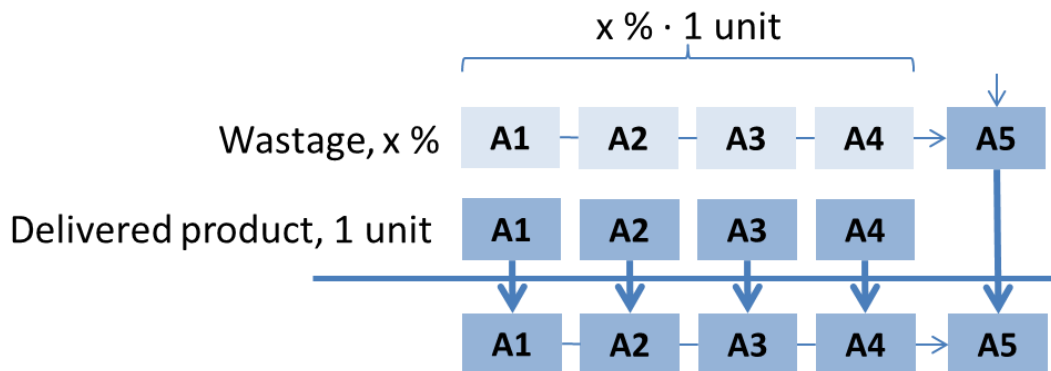 x % · 1 unit
Wastage, x % A1 A2 A3 A4 A5
Delivered product, 1 unit A1 A2 A3 A4
A1 A2 A3 A4 A5